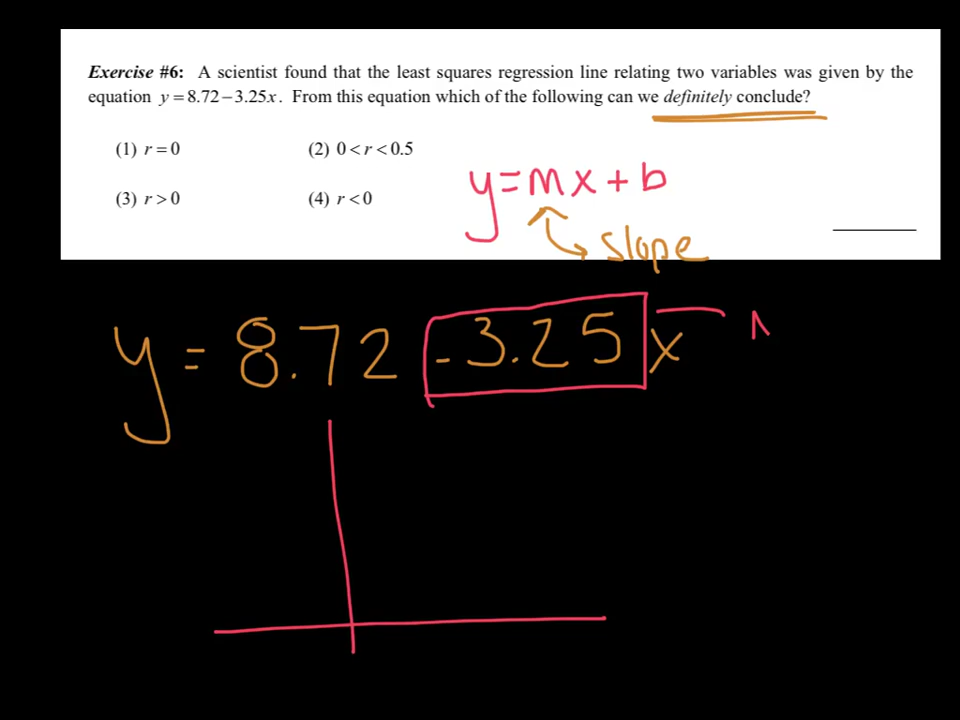 Exercise #6: A scientist found that the least squares regression line relating two variables was given by the
equation y = 8.72 − 3.25x. From this equation which of the following can we definitely conclude?
(1) r = 0 (2) 0 < r < 0.5
(3) r > 0 (4) r < 0
y = mx + b
slope
y = 8.72 - 3.25 x